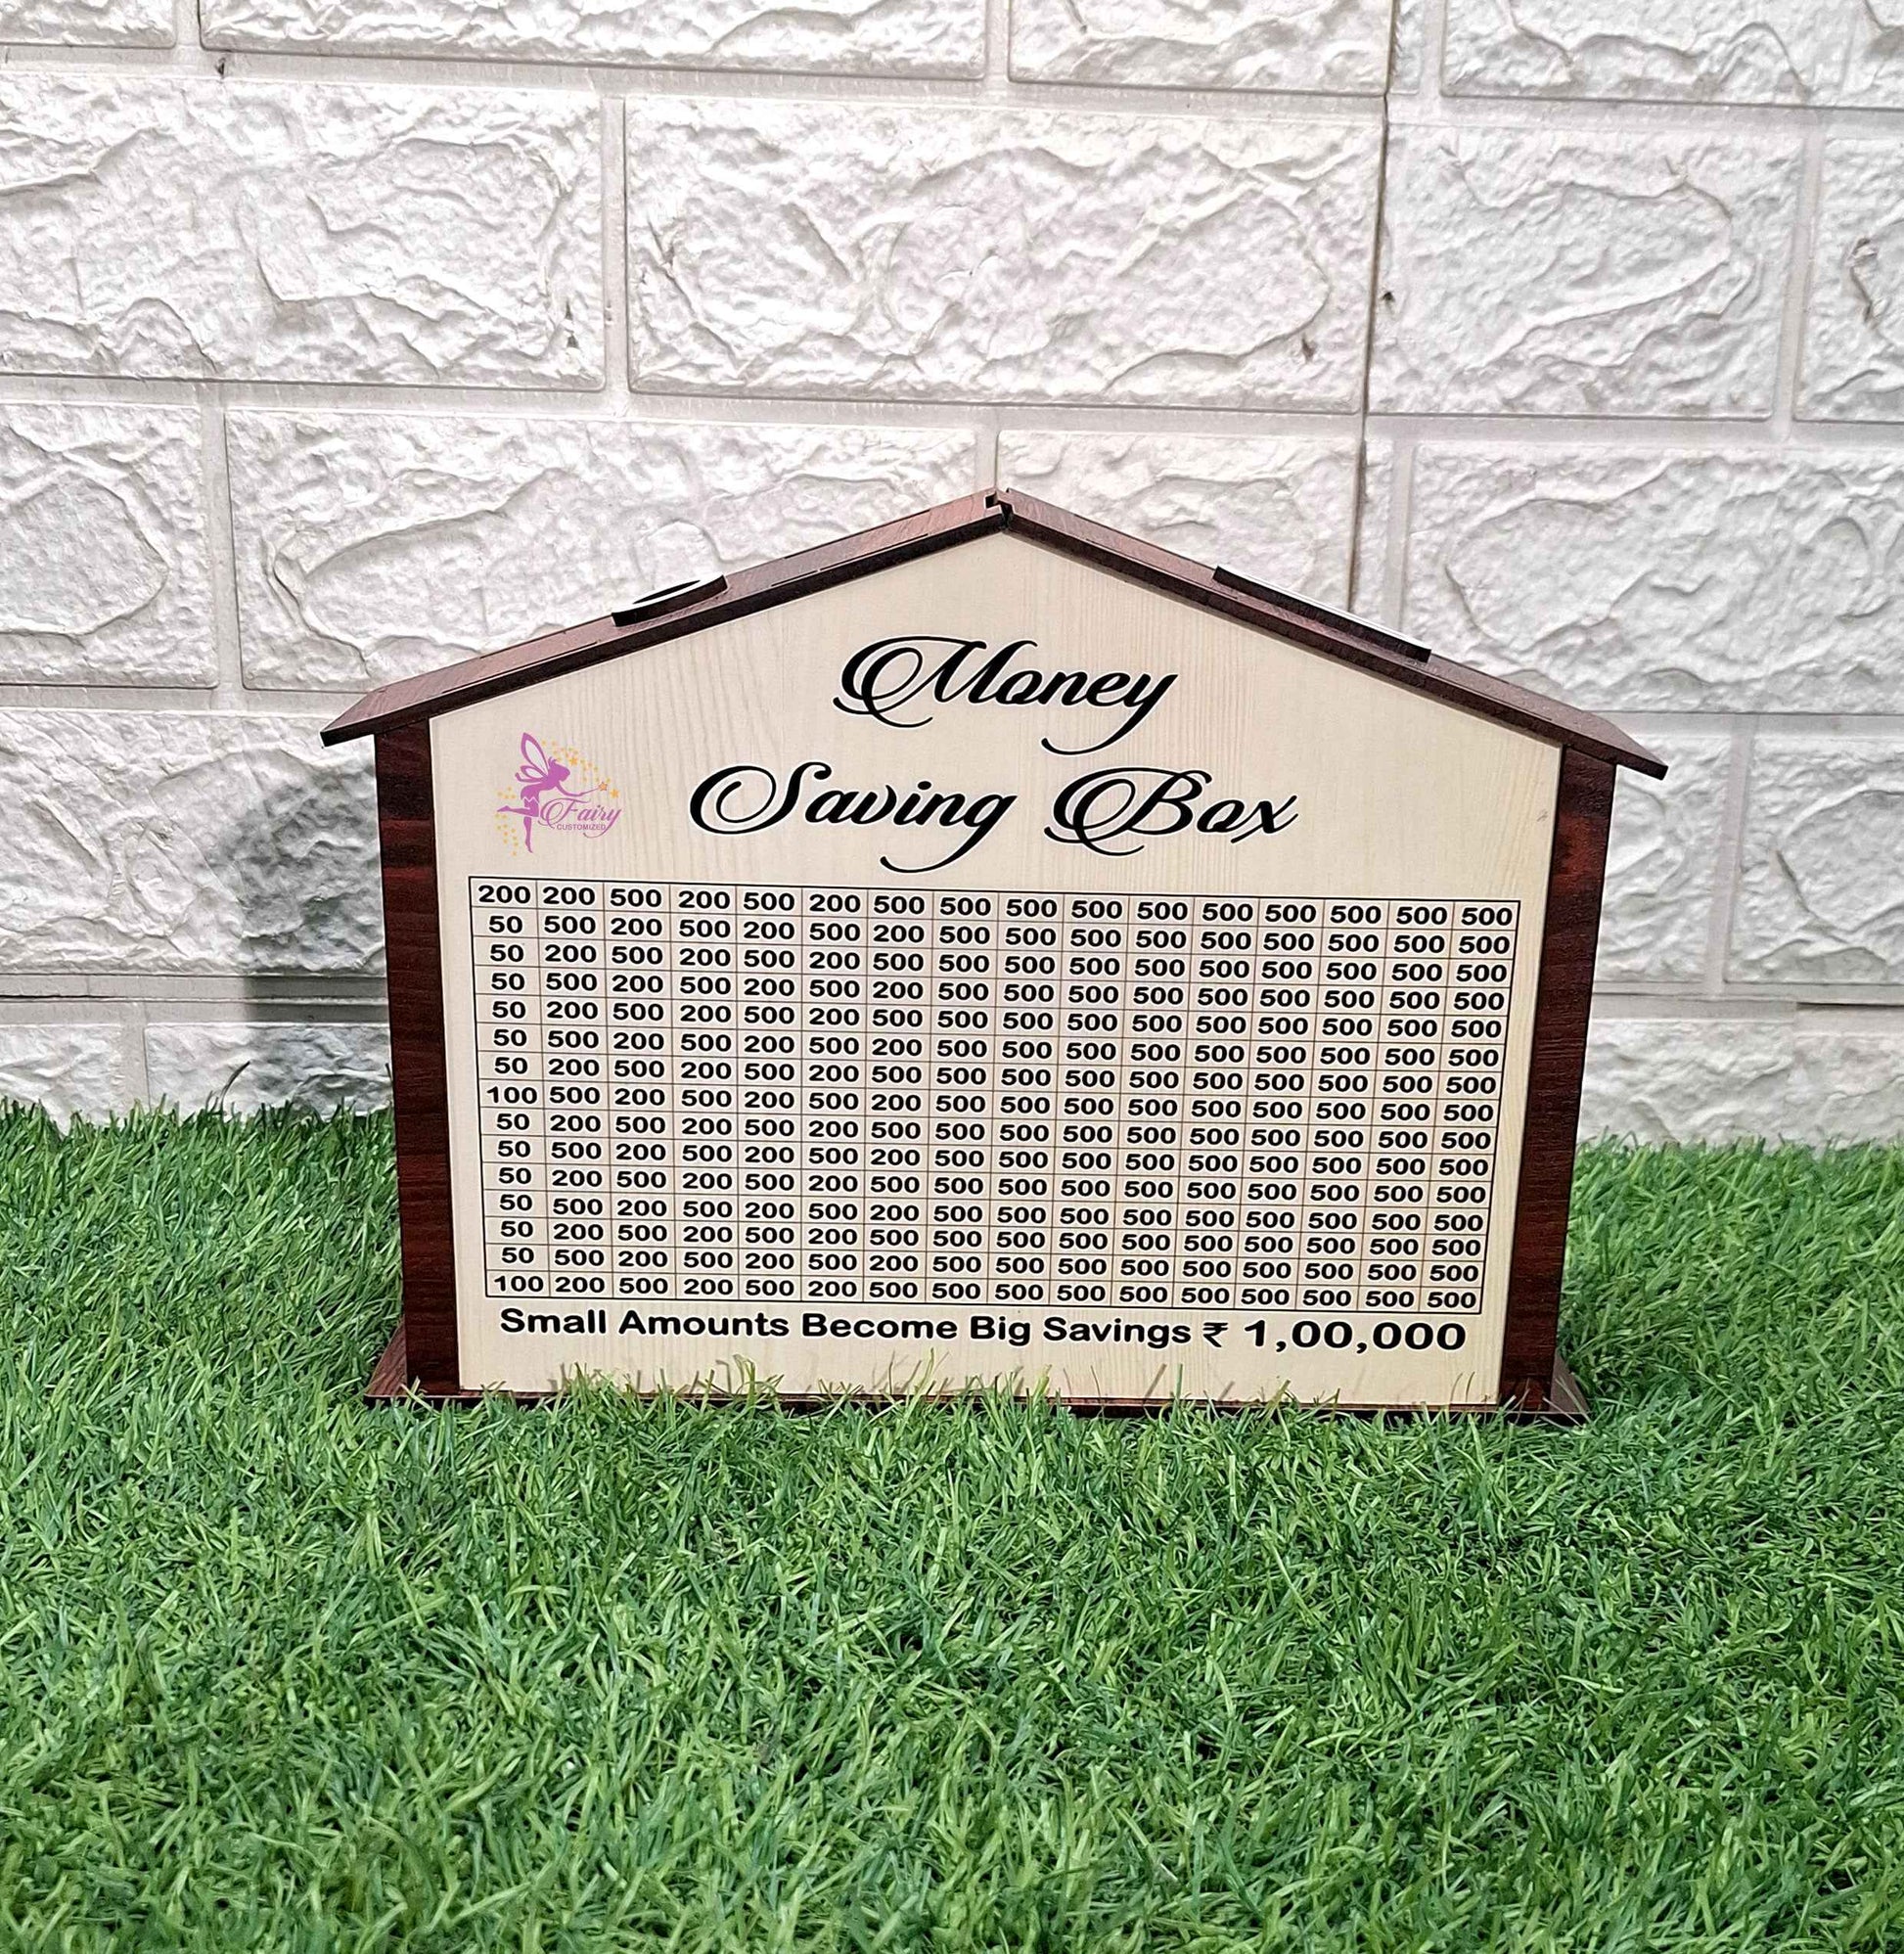 Money
Saving Box
Fairy
CUSTOMIZED
200 200 500 200 500 200 500 500 500 500 500 500 500 500 500 500
50 500 200 500 200 500 200 500 500 500 500 500 500 500 500 500
50 200 500 200 500 200 500 500 500 500 500 500 500 500 500 500
50 500 200 500 200 500 200 500 500 500 500 500 500 500 500 500
50 200 500 200 500 200 500 500 500 500 500 500 500 500 500 500
50 500 200 500 200 500 200 500 500 500 500 500 500 500 500 500
50 200 500 200 500 200 500 500 500 500 500 500 500 500 500 500
100 500 200 500 200 500 200 500 500 500 500 500 500 500 500 500
50 200 500 200 500 200 500 500 500 500 500 500 500 500 500 500
50 500 200 500 200 500 200 500 500 500 500 500 500 500 500 500
50 200 500 200 500 200 500 500 500 500 500 500 500 500 500 500
50 500 200 500 200 500 200 500 500 500 500 500 500 500 500 500
50 200 500 200 500 200 500 500 500 500 500 500 500 500 500 500
50 500 200 500 200 500 200 500 500 500 500 500 500 500 500 500
100 200 500 200 500 200 500 500 500 500 500 500 500 500 500 500
Small Amounts Become Big Savings ₹ 1,00,000